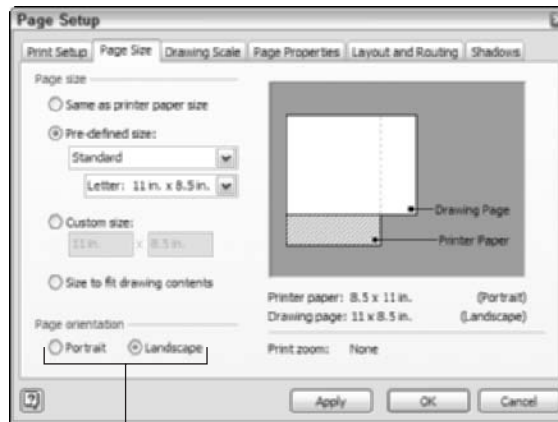 Page Setup
Print Setup Page Size Drawing Scale Page Properties Layout and Routing Shadows
Page size
Same as printer paper size
Pre-defined size:
Standard
Letter: 11 in. x 8.5 in.
Custom size:
11 in. x 8.5 in.
Size to fit drawing contents
Page orientation
Portrait Landscape
Drawing Page
Printer Paper
Printer paper: 8.5 x 11 in. (Portrait)
Drawing page: 11 x 8.5 in. (Landscape)
Print zoom: None
Apply OK Cancel